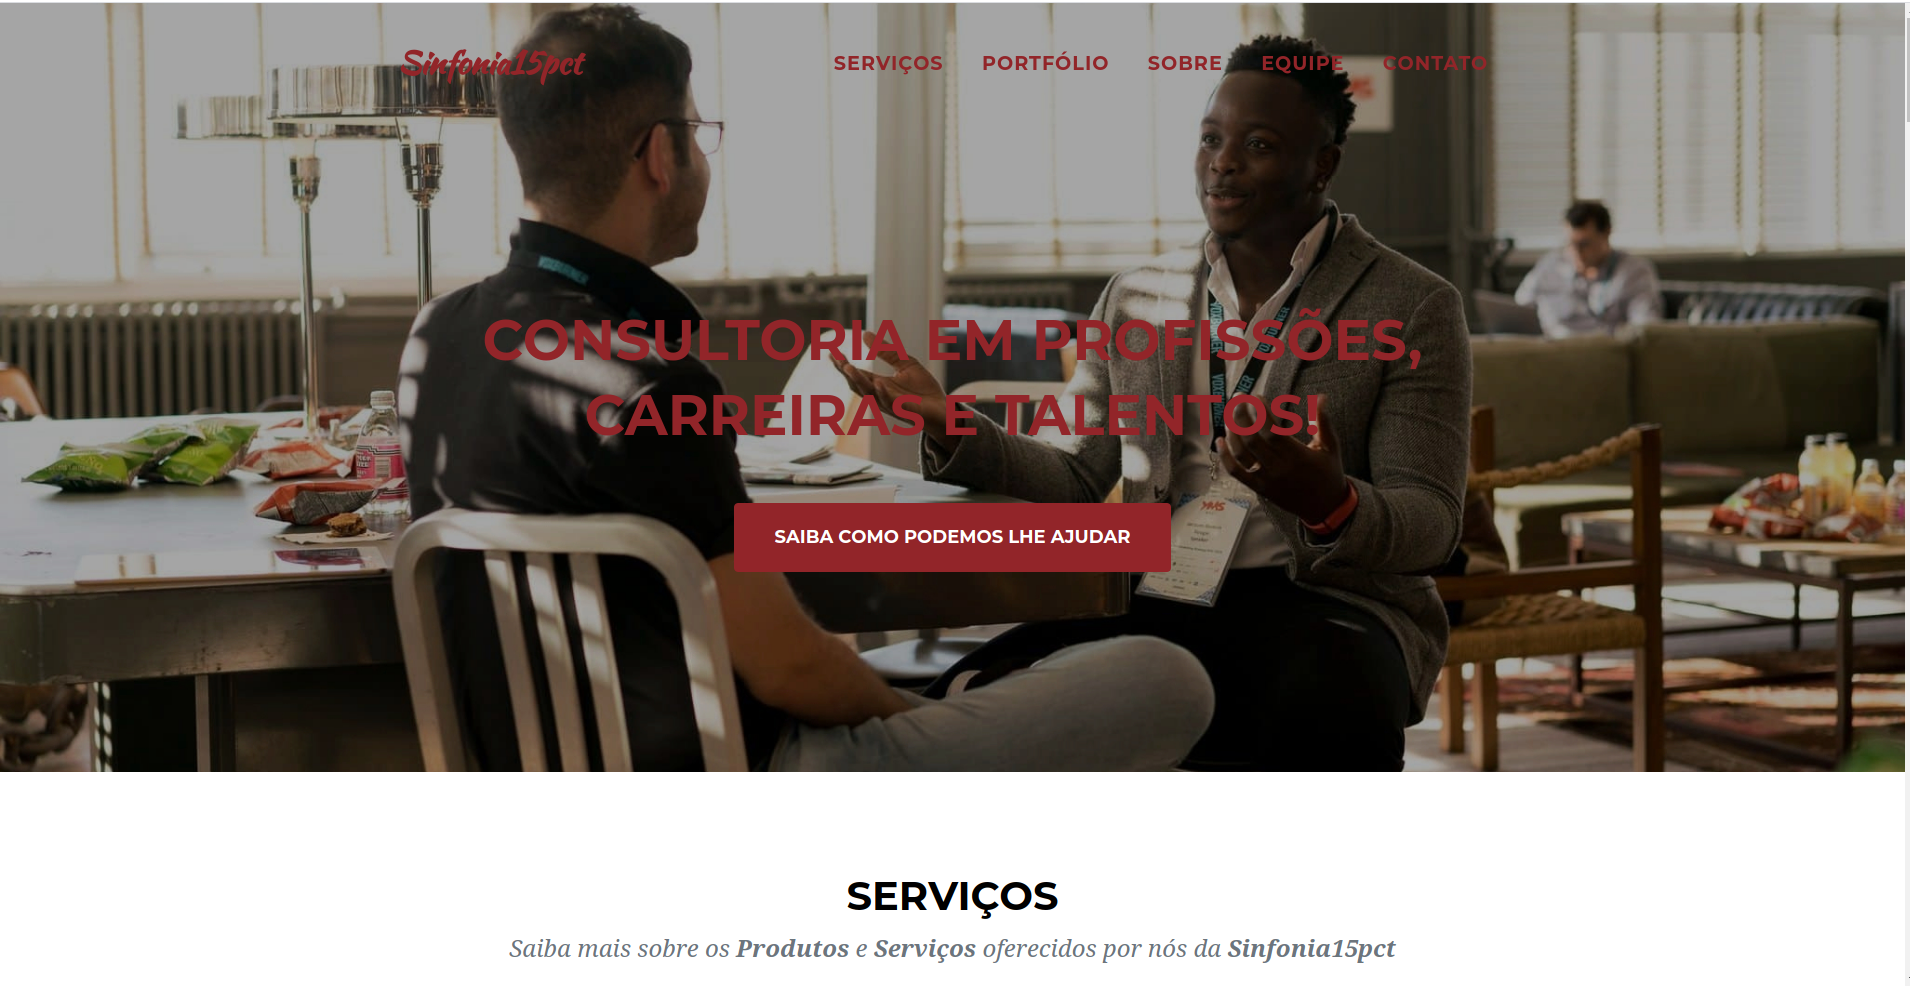 Sinfonia15pct
SERVIÇOS PORTFÓLIO SOBRE EQUIPE CONTATO
CONSULTORIA EM PROFISSÕES,
CARREIRAS E TALENTOS!
SAIBA COMO PODEMOS LHE AJUDAR
SERVIÇOS
Saiba mais sobre os Produtos e Serviços oferecidos por nós da Sinfonia15pct